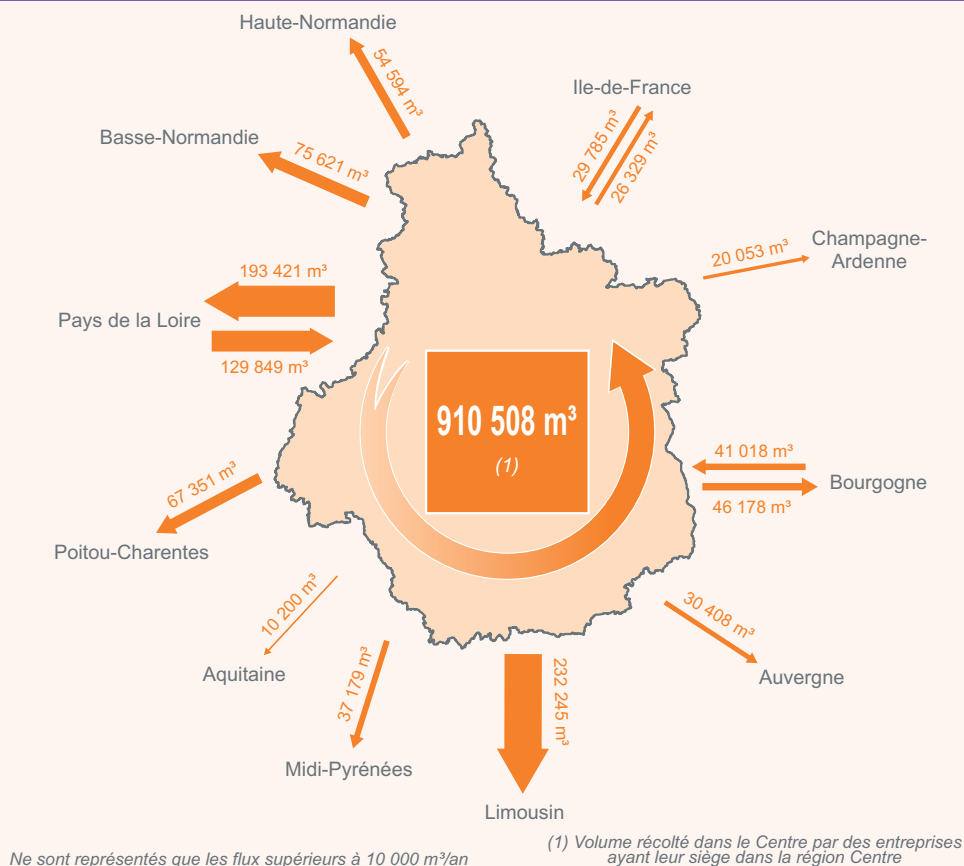 Haute-Normandie
54 594 m³
Ile-de-France
29 785 m³
26 329 m³
Basse-Normandie
75 621 m³
Champagne-
Ardenne
20 053 m³
193 421 m³
Pays de la Loire
129 849 m³
910 508 m³
(1)
41 018 m³
Bourgogne
46 178 m³
67 351 m³
Poitou-Charentes
10 200 m³
Aquitaine
37 179 m³
Midi-Pyrénées
232 245 m³
Limousin
30 408 m³
Auvergne
Ne sont représentés que les flux supérieurs à 10 000 m³/an
(1) Volume récolté dans le Centre par des entreprises
ayant leur siège dans la région Centre